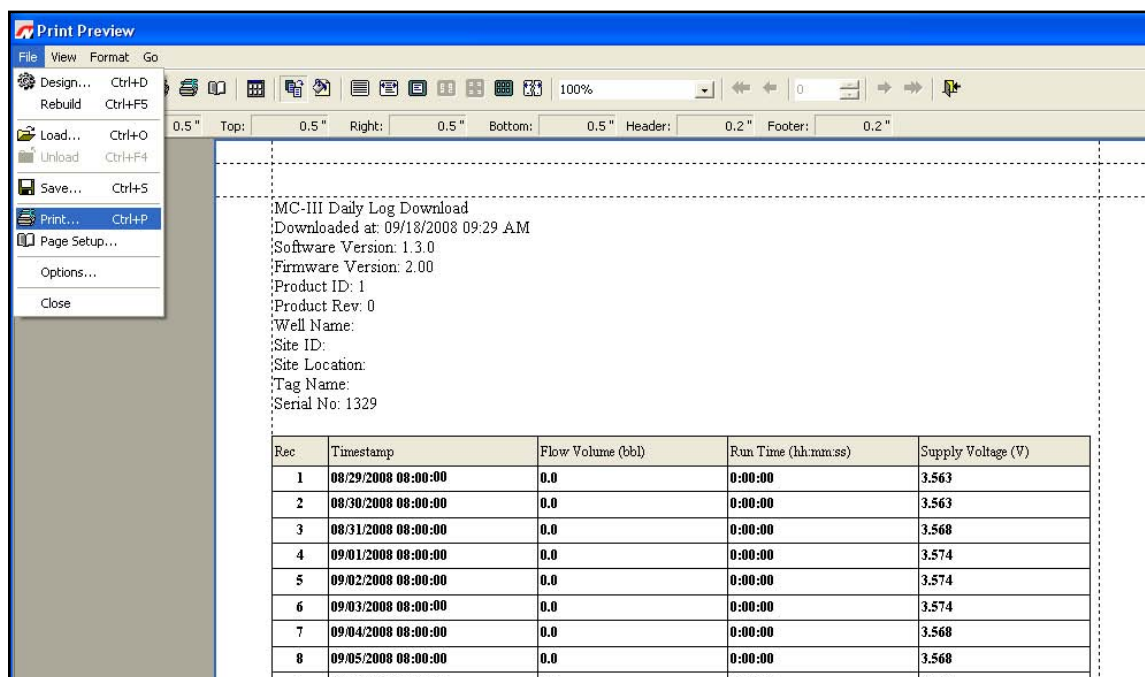 Print Preview
File View Format Go
Design... Ctrl+D
Rebuild Ctrl+F5
Load... Ctrl+O
Unload Ctrl+F4
Save... Ctrl+S
Print... Ctrl+P
Page Setup...
Options...
Close
100% 0
0.5 " Top: 0.5 " Right: 0.5 " Bottom: 0.5 " Header: 0.2 " Footer: 0.2 "
MC-III Daily Log Download
Downloaded at: 09/18/2008 09:29 AM
Software Version: 1.3.0
Firmware Version: 2.00
Product ID: 1
Product Rev: 0
Well Name:
Site ID:
Site Location:
Tag Name:
Serial No: 1329
Rec Timestamp Flow Volume (bbl) Run Time (hh:mm:ss) Supply Voltage (V)
1 08/29/2008 08:00:00 0.0 0:00:00 3.563
2 08/30/2008 08:00:00 0.0 0:00:00 3.563
3 08/31/2008 08:00:00 0.0 0:00:00 3.568
4 09/01/2008 08:00:00 0.0 0:00:00 3.574
5 09/02/2008 08:00:00 0.0 0:00:00 3.574
6 09/03/2008 08:00:00 0.0 0:00:00 3.574
7 09/04/2008 08:00:00 0.0 0:00:00 3.568
8 09/05/2008 08:00:00 0.0 0:00:00 3.568